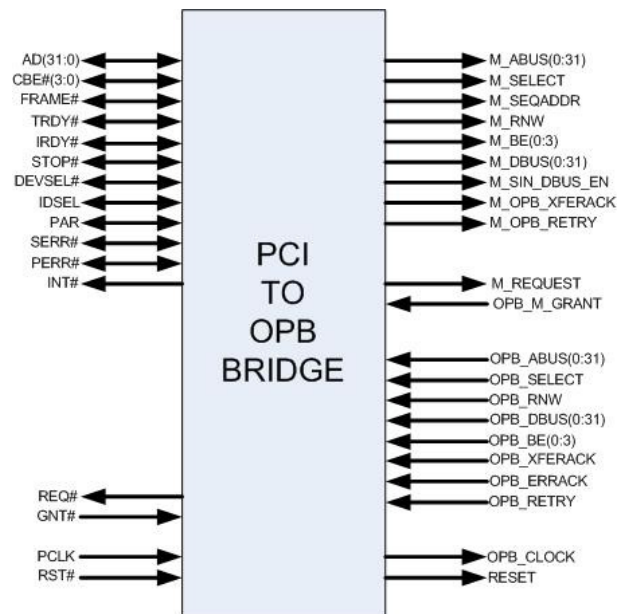 AD(31:0)
CBE#(3:0)
FRAME#
TRDY#
IRDY#
STOP#
DEVSEL#
IDSEL
PAR
SERR#
PERR#
INT#
REQ#
GNT#
PCLK
RST#
PCI
TO
OPB
BRIDGE
M_ABUS(0:31)
M_SELECT
M_SEQADDR
M_RNW
M_BE(0:3)
M_DBUS(0:31)
M_SIN_DBUS_EN
M_OPB_XFERACK
M_OPB_RETRY
M_REQUEST
OPB_M_GRANT
OPB_ABUS(0:31)
OPB_SELECT
OPB_RNW
OPB_DBUS(0:31)
OPB_BE(0:3)
OPB_XFERACK
OPB_ERRACK
OPB_RETRY
OPB_CLOCK
RESET